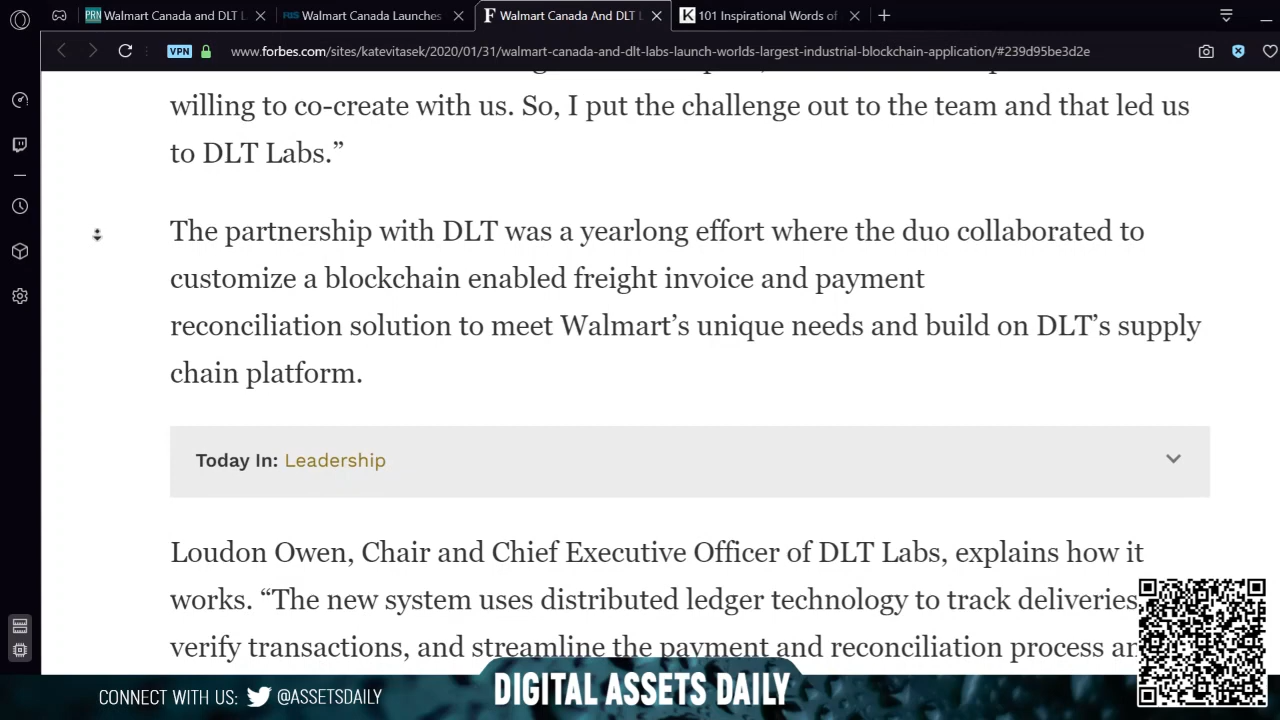 PRN Walmart Canada and DLT L
RIS Walmart Canada Launches
F Walmart Canada And DLT L
K 101 Inspirational Words of
VPN
www.forbes.com/sites/katevitasek/2020/01/31/walmart-canada-and-dlt-labs-launch-worlds-largest-industrial-blockchain-application/#239d95be3d2e
willing to co-create with us. So, I put the challenge out to the team and that led us
to DLT Labs.”
The partnership with DLT was a yearlong effort where the duo collaborated to
customize a blockchain enabled freight invoice and payment
reconciliation solution to meet Walmart’s unique needs and build on DLT’s supply
chain platform.
Today In: Leadership
Loudon Owen, Chair and Chief Executive Officer of DLT Labs, explains how it
works. “The new system uses distributed ledger technology to track deliveries
verify transactions, and streamline the payment and reconciliation process an
CONNECT WITH US: @ASSETSDAILY
DIGITAL ASSETS DAILY